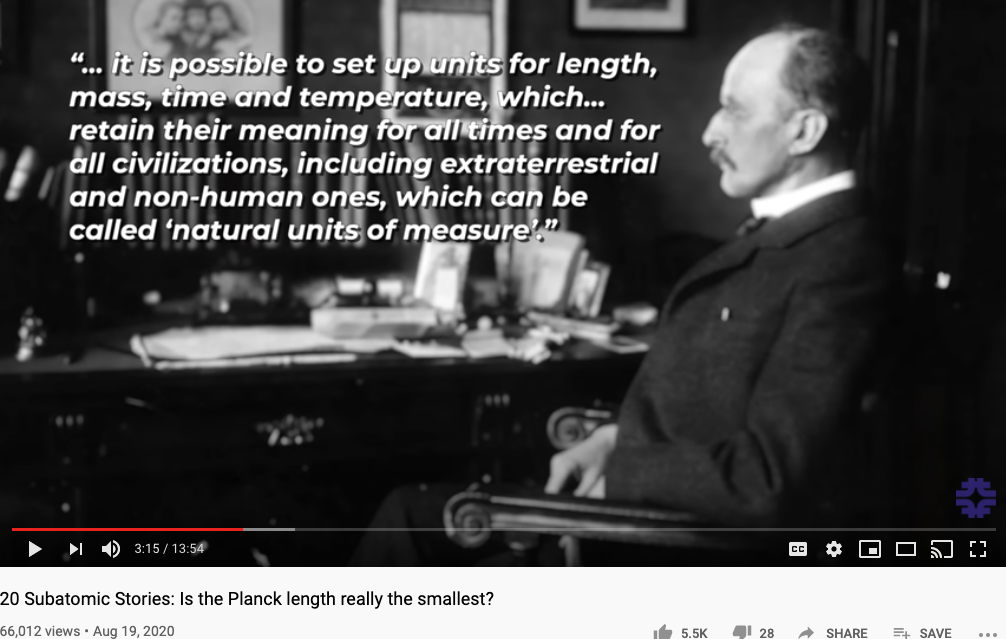 “... it is possible to set up units for length,
mass, time and temperature, which...
retain their meaning for all times and for
all civilizations, including extraterrestrial
and non-human ones, which can be
called ‘natural units of measure’.”
3:15 / 13:54
CC
20 Subatomic Stories: Is the Planck length really the smallest?
66,012 views • Aug 19, 2020
5.5K
28
SHARE
SAVE